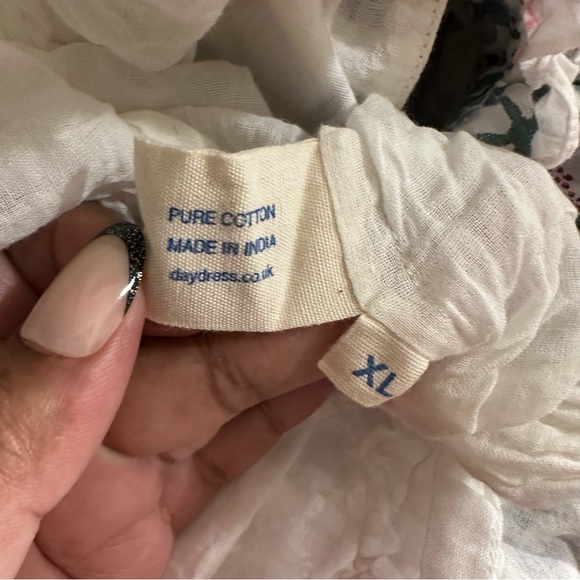 PURE COTTON
MADE IN INDIA
daydress.co.uk
XL